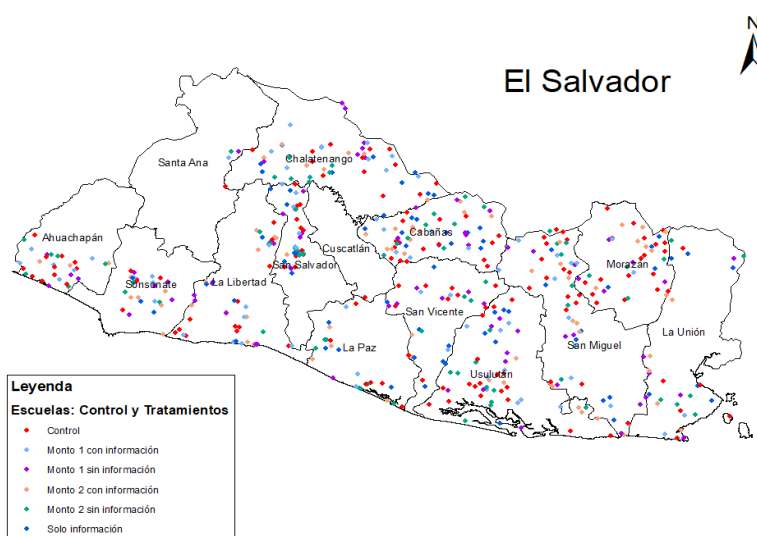 N
El Salvador
Santa Ana
Chalatenango
Ahuachapán
Cabañas
Cuscatlán
San Salvador
Morazán
Sonsonate
La Libertad
San Vicente
La Unión
La Paz
San Miguel
Usulután
Leyenda
Escuelas: Control y Tratamientos
Control
Monto 1 con información
Monto 1 sin información
Monto 2 con información
Monto 2 sin información
Solo información